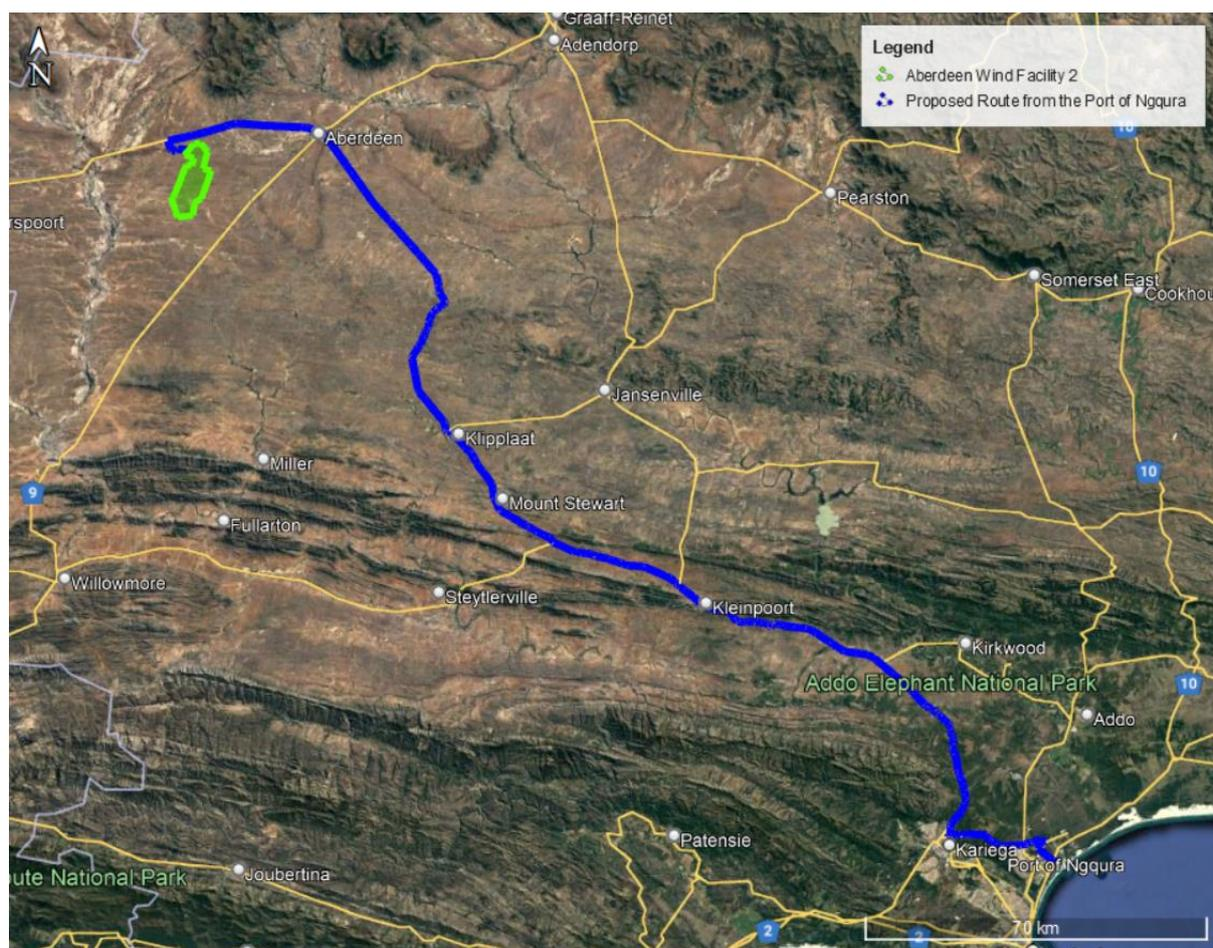 Graaff-Reinet
Adendorp
N
Legend
Aberdeen Wind Facility 2
Proposed Route from the Port of Ngqura
10
Aberdeen
Pearston
rspoort
Somerset East
Cookhou
Jansenville
Klipplaat
Miller
10
9
Mount Stewart
Fullarton
Willowmore
Steytlerville
Kleinpoort
Kirkwood
Addo Elephant National Park
10
Addo
Patensie
Kariega
Port of Ngqura
Joubertina
oute National Park
70 km
2
2